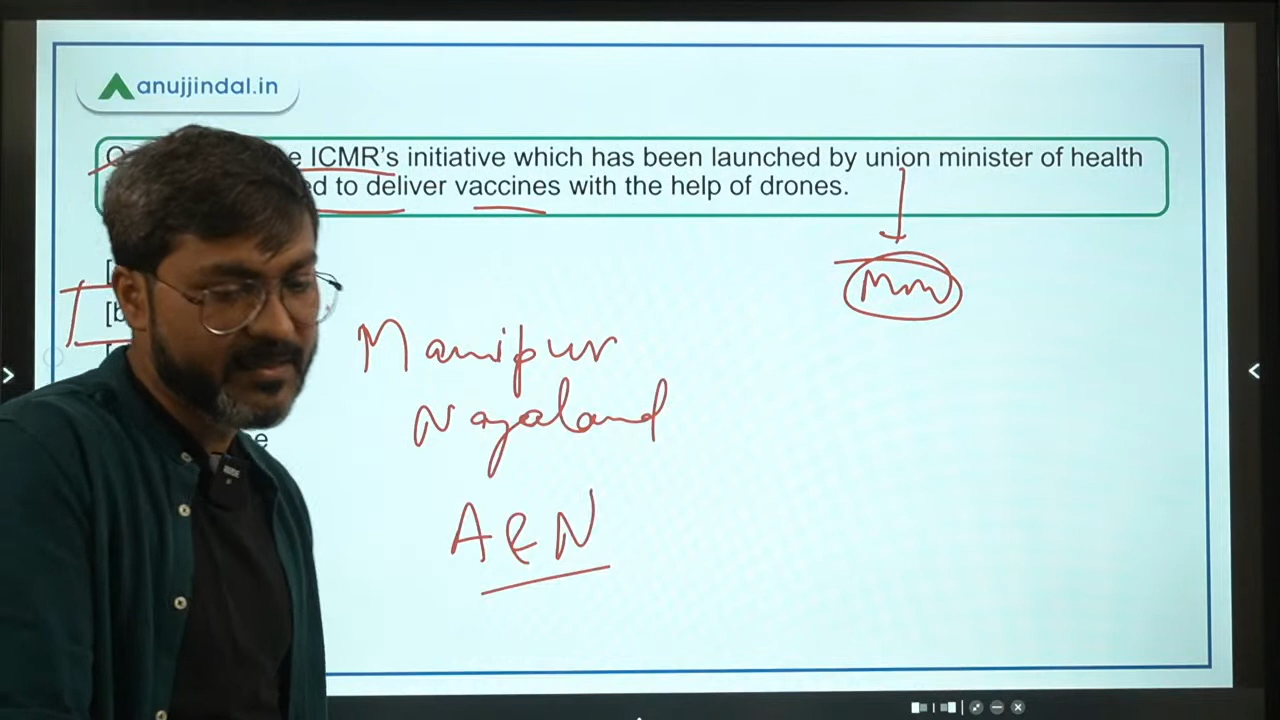 anujjindal.in
e ICMR's initiative which has been launched by union minister of health
ed to deliver vaccines with the help of drones.
[
[b
Manipur
Nagaland
A&N
e